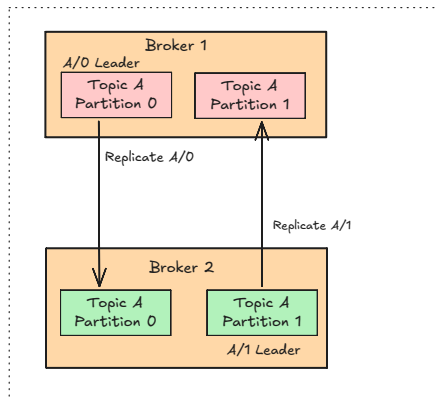 Broker 1
A/0 Leader
Topic A
Partition 0
Topic A
Partition 1
Replicate A/0
Replicate A/1
Broker 2
Topic A
Partition 0
Topic A
Partition 1
A/1 Leader